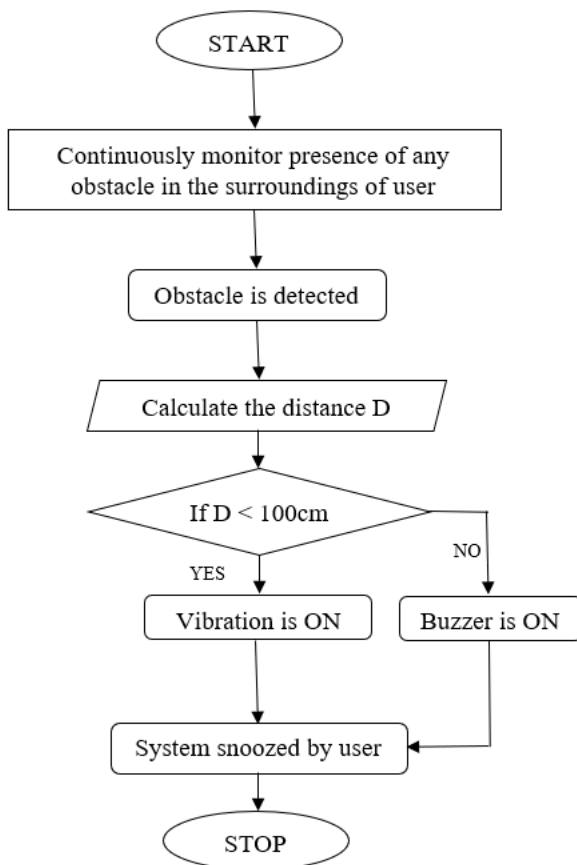 START
Continuously monitor presence of any
obstacle in the surroundings of user
Obstacle is detected
Calculate the distance D
If D < 100cm
NO
YES
Vibration is ON
Buzzer is ON
System snoozed by user
STOP